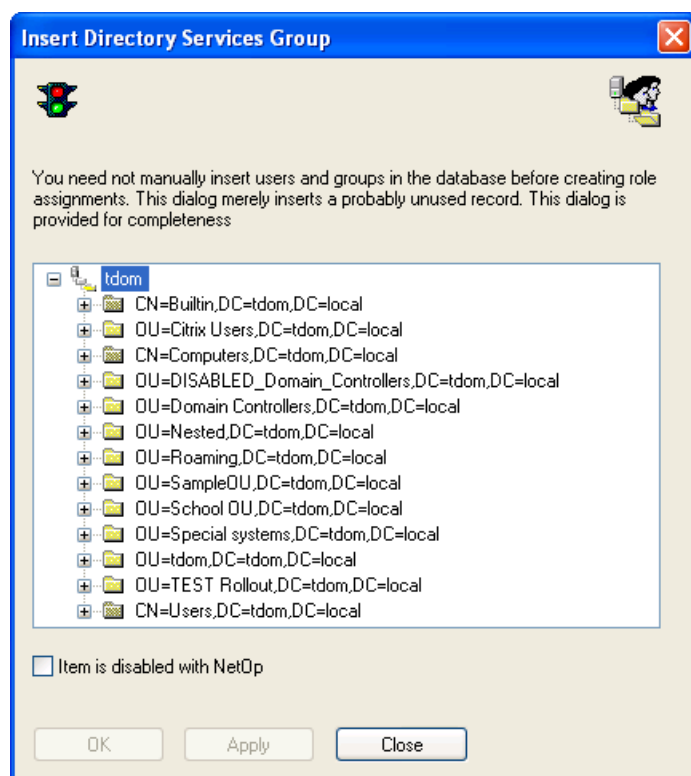 Insert Directory Services Group
You need not manually insert users and groups in the database before creating role
assignments. This dialog merely inserts a probably unused record. This dialog is
provided for completeness
tdom
CN=Builtin,DC=tdom,DC=local
OU=Citrix Users,DC=tdom,DC=local
CN=Computers,DC=tdom,DC=local
OU=DISABLED_Domain_Controllers,DC=tdom,DC=local
OU=Domain Controllers,DC=tdom,DC=local
OU=Nested,DC=tdom,DC=local
OU=Roaming,DC=tdom,DC=local
OU=SampleOU,DC=tdom,DC=local
OU=School OU,DC=tdom,DC=local
OU=Special systems,DC=tdom,DC=local
OU=tdom,DC=tdom,DC=local
OU=TEST Rollout,DC=tdom,DC=local
CN=Users,DC=tdom,DC=local
Item is disabled with NetOp
OK Apply Close